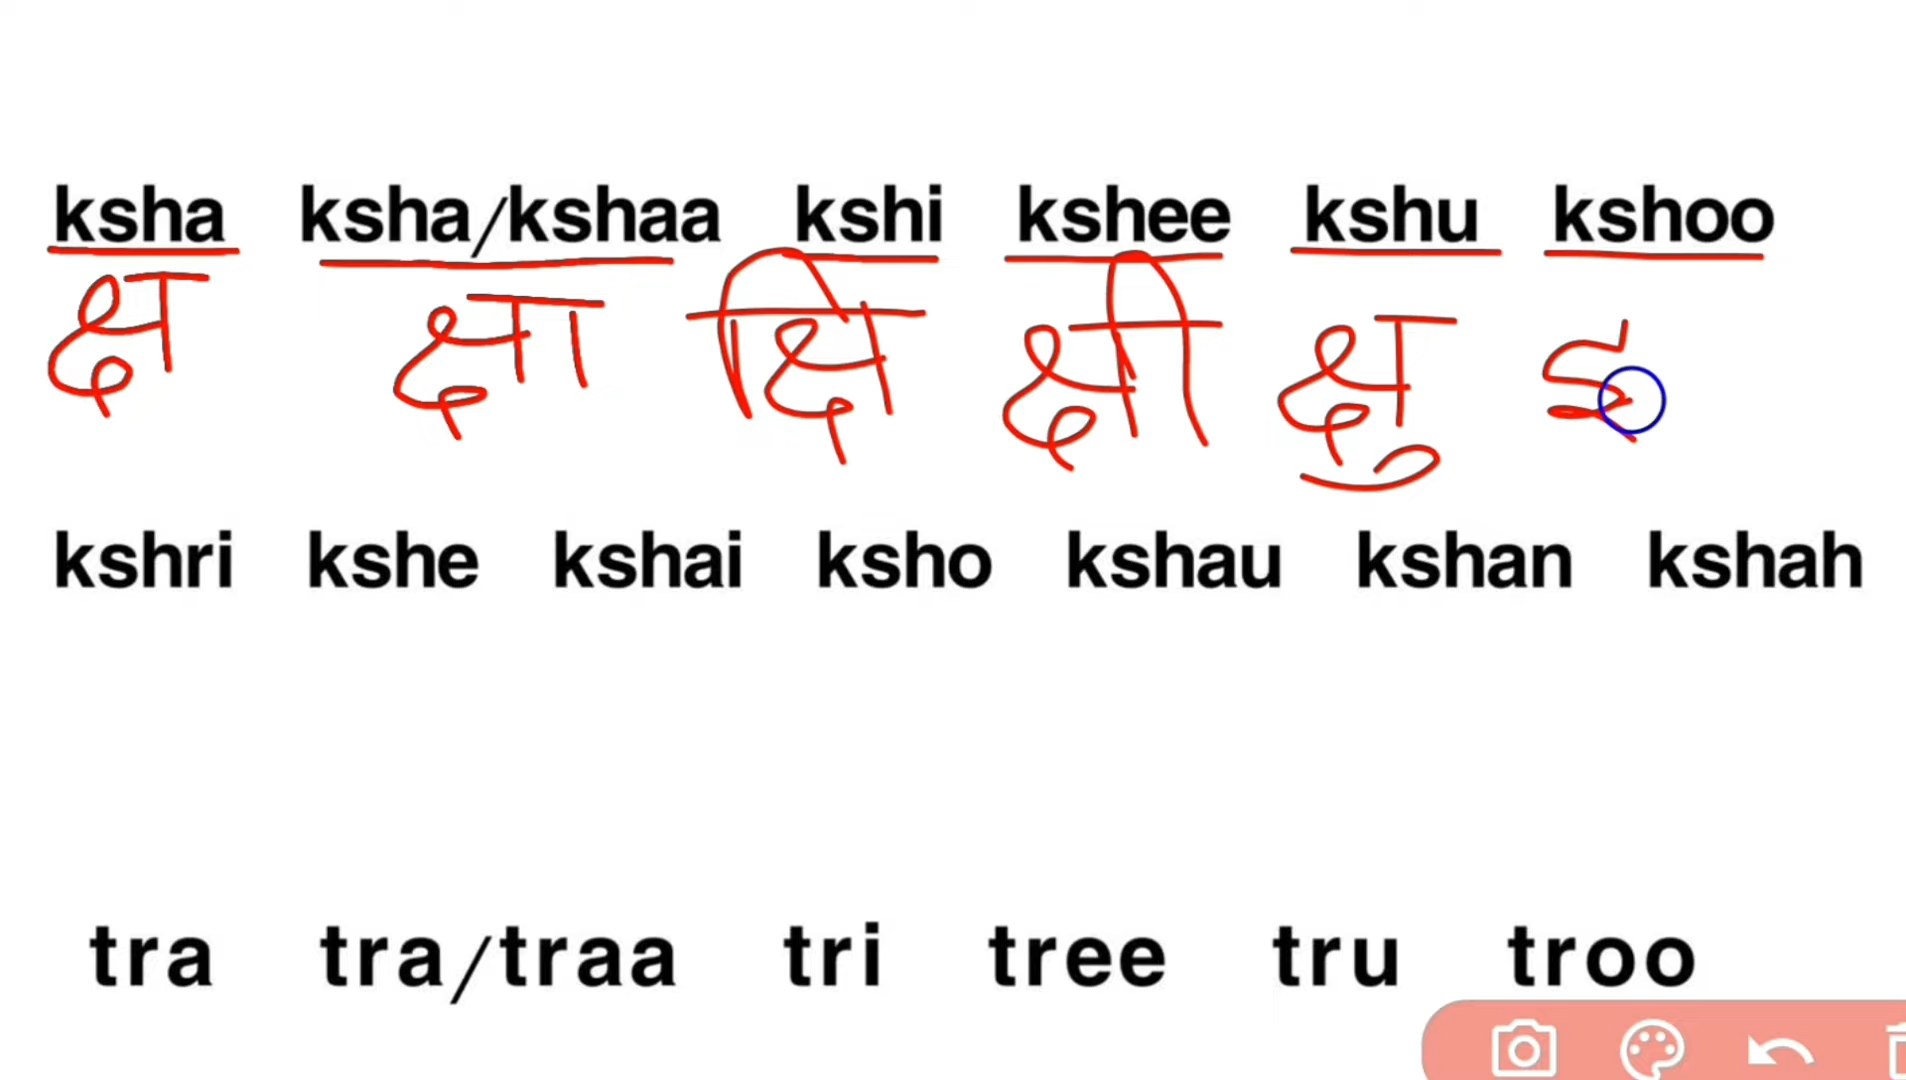 ksha ksha/kshaa kshi kshee kshu kshoo
क्ष क्षा क्षि क्षी क्षु
kshri kshe kshai ksho kshau kshan kshah
tra tra/traa tri tree tru troo